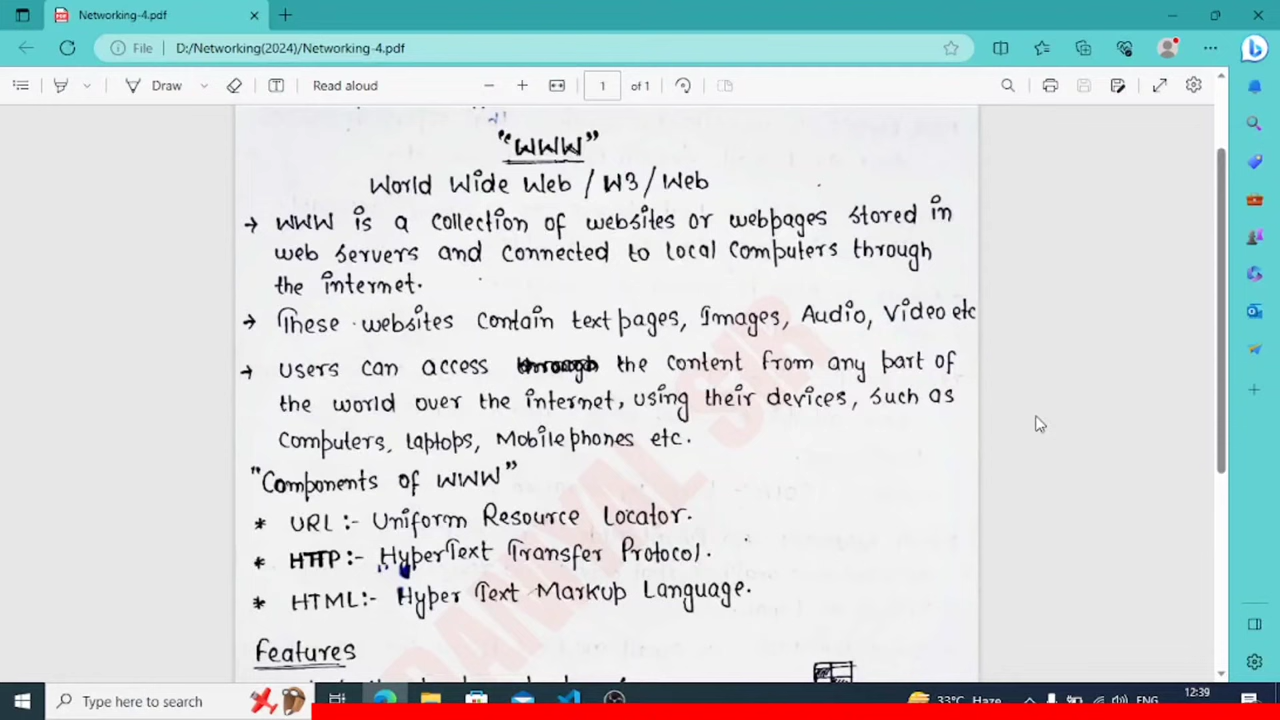 Networking-4.pdf
File D:/Networking(2024)/Networking-4.pdf
Draw Read aloud 1 of 1
"WWW"
World Wide Web / W3 / Web
→ WWW is a collection of websites or webpages stored in
web servers and connected to local computers through
the internet.
→ These websites contain text pages, Images, Audio, Video etc
→ Users can access the content from any part of
the world over the internet, using their devices, such as
Computers, laptops, Mobile phones etc.
"Components of WWW"
* URL :- Uniform Resource Locator.
* HTTP :- HyperText Transfer Protocol.
* HTML :- Hyper Text Markup Language.
Features
DANYAL SIR
Type here to search 33°C Haze ENG 12:39